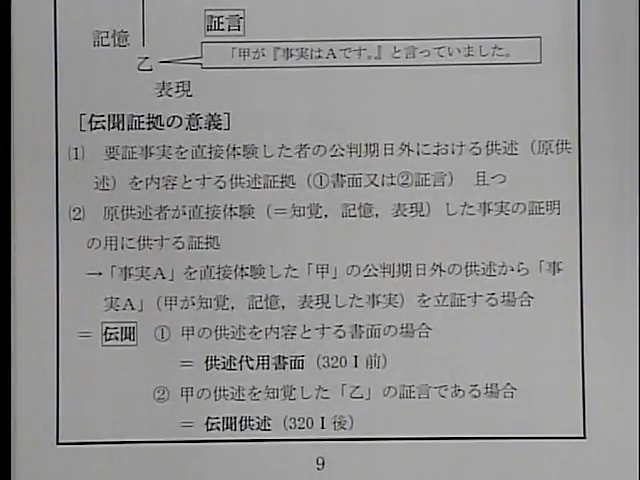 証言
記憶
乙
「甲が『事実はAです。』と言っていました。
表現
[伝聞証拠の意義]
⑴ 要証事実を直接体験した者の公判期日外における供述（原供
述）を内容とする供述証拠（①書面又は②証言） 且つ
⑵ 原供述者が直接体験（＝知覚，記憶，表現）した事実の証明
の用に供する証拠
→「事実A」を直接体験した「甲」の公判期日外の供述から「事
実A」（甲が知覚，記憶，表現した事実）を立証する場合
＝ 伝聞 ① 甲の供述を内容とする書面の場合
＝ 供述代用書面（320Ⅰ前）
② 甲の供述を知覚した「乙」の証言である場合
＝ 伝聞供述（320Ⅰ後）
9